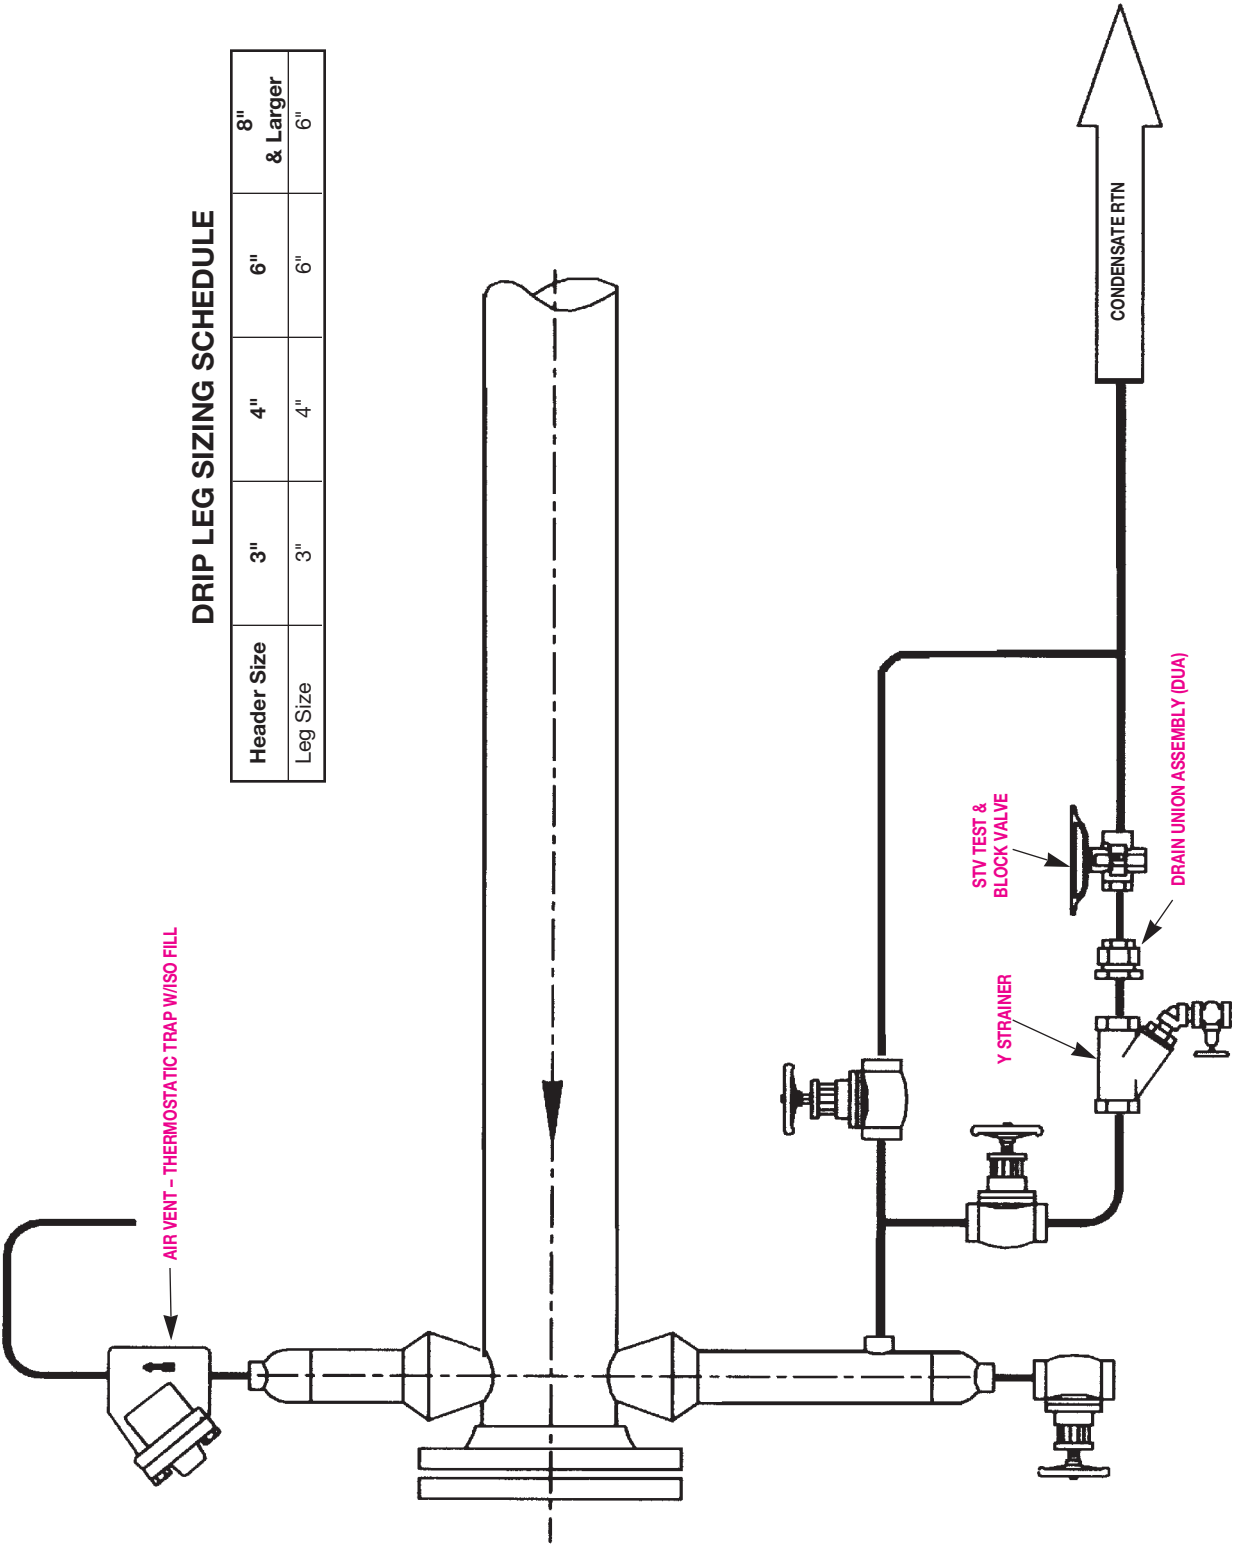 DRIP LEG SIZING SCHEDULE
Header Size 3" 4" 6" 8"
& Larger
Leg Size 3" 4" 6" 6"
AIR VENT – THERMOSTATIC TRAP W/ISO FILL
CONDENSATE RTN
STV TEST &
BLOCK VALVE
Y STRAINER
DRAIN UNION ASSEMBLY (DUA)